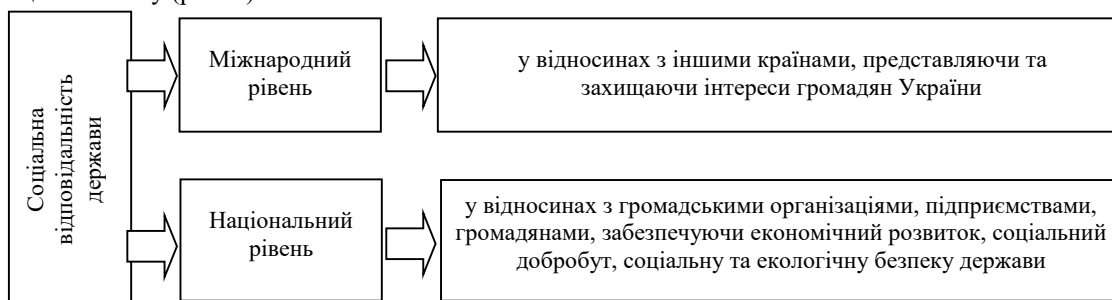 Соціальна
відповідальність
держави
Міжнародний
рівень
у відносинах з іншими країнами, представляючи та
захищаючи інтереси громадян України
Національний
рівень
у відносинах з громадськими організаціями, підприємствами,
громадянами, забезпечуючи економічний розвиток, соціальний
добробут, соціальну та екологічну безпеку держави